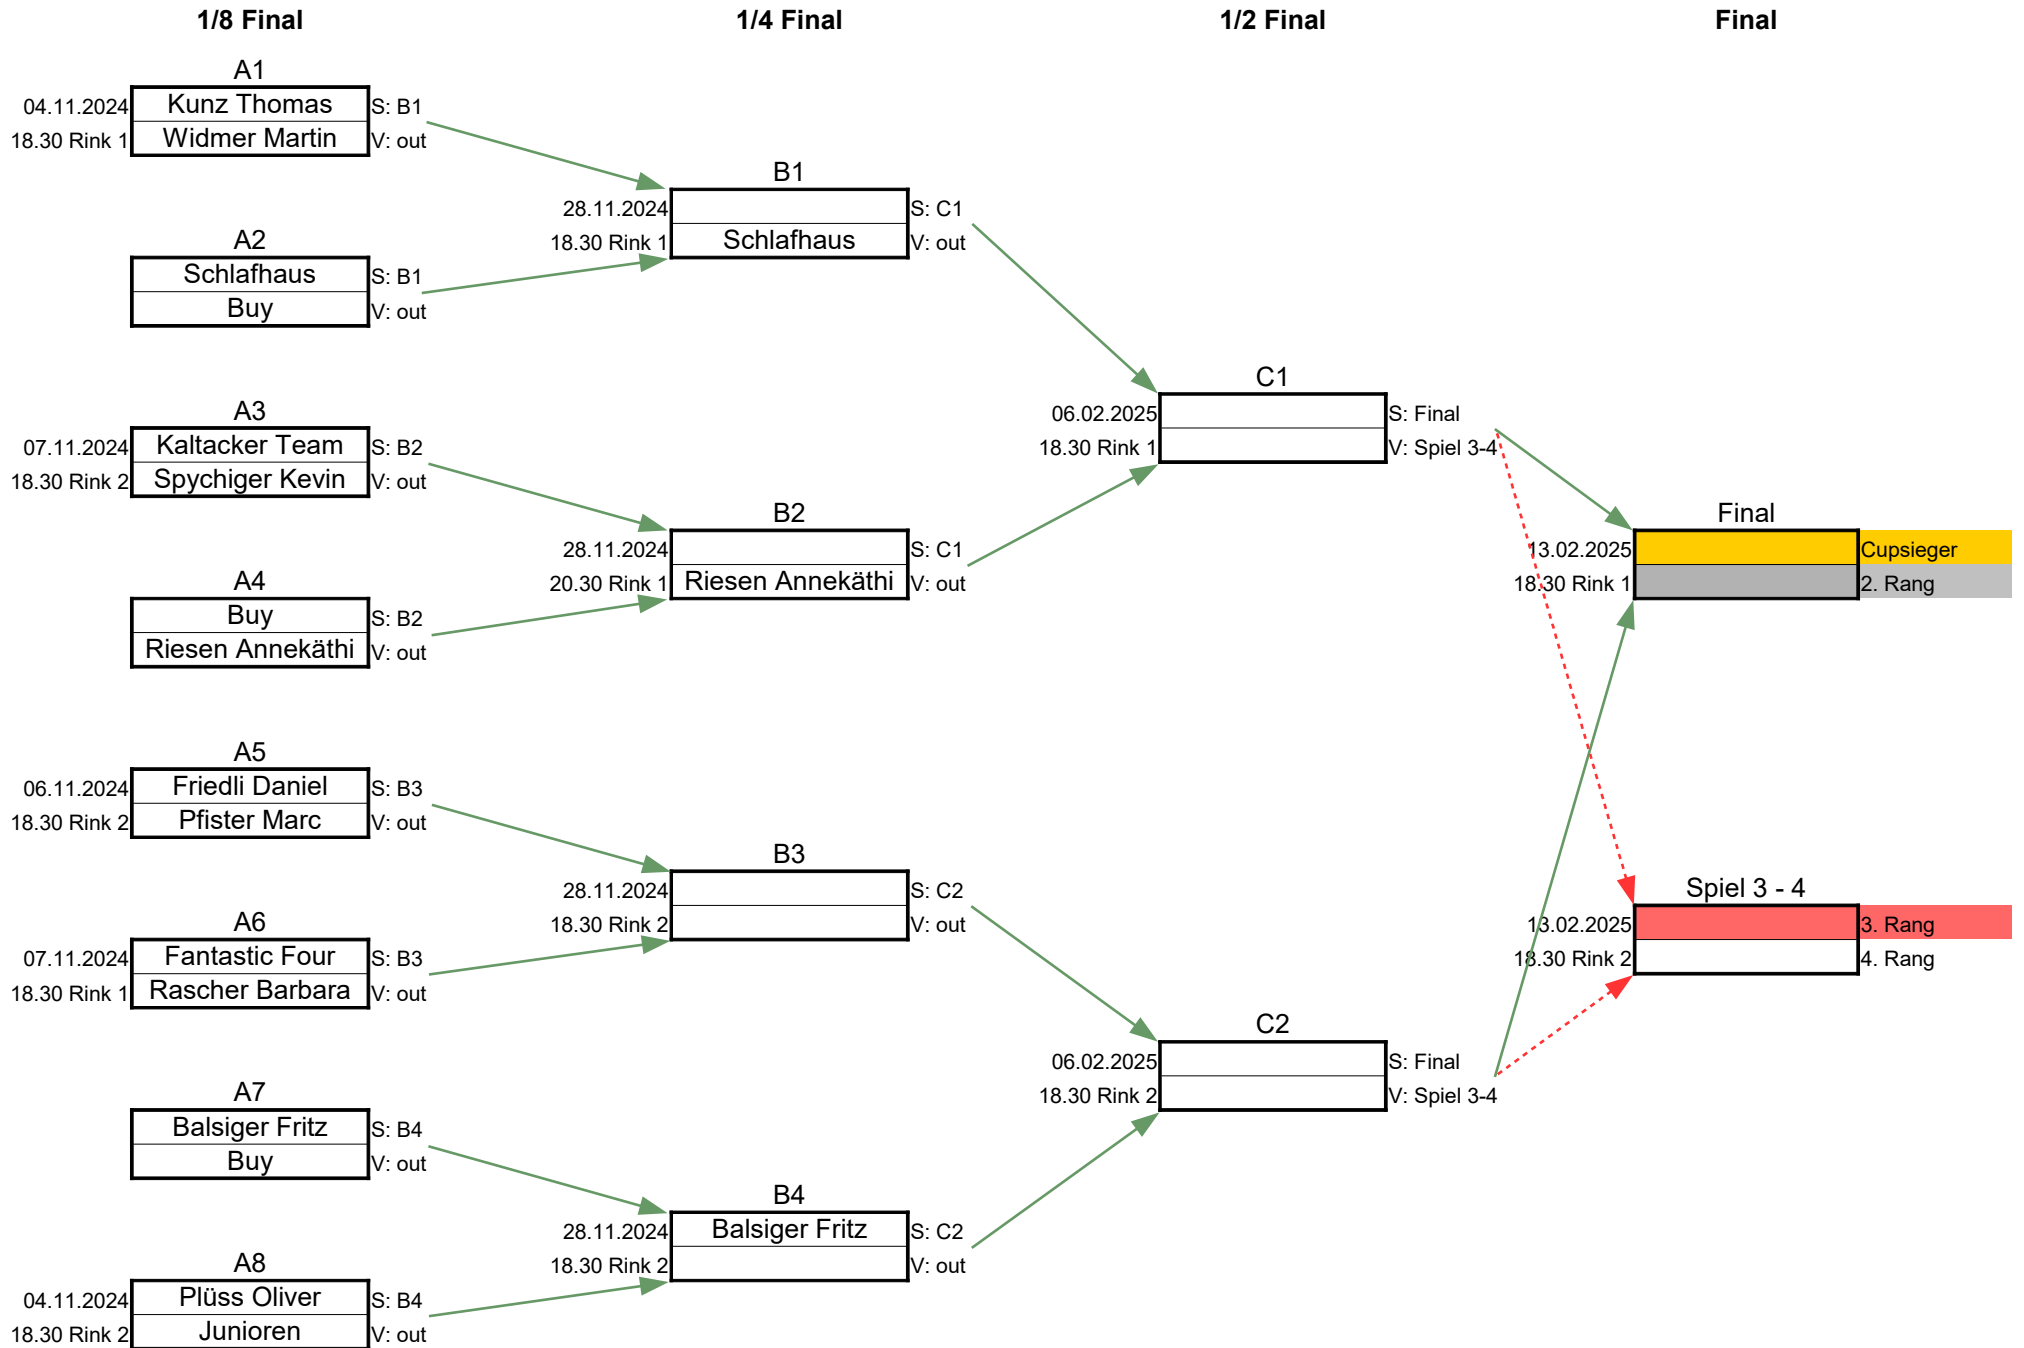 1/8 Final
1/4 Final
1/2 Final
Final
A1
04.11.2024 Kunz Thomas S: B1
18.30 Rink 1 Widmer Martin V: out
B1
28.11.2024 S: C1
18.30 Rink 1 Schlafhaus V: out
A2
Schlafhaus S: B1
Buy V: out
C1
06.02.2025 S: Final
18.30 Rink 1 V: Spiel 3-4
A3
07.11.2024 Kaltacker Team S: B2
18.30 Rink 2 Spychiger Kevin V: out
B2
28.11.2024 S: C1
20.30 Rink 1 Riesen Annekäthi V: out
Final
13.02.2025 Cupsieger
18.30 Rink 1 2. Rang
A4
Buy S: B2
Riesen Annekäthi V: out
A5
06.11.2024 Friedli Daniel S: B3
18.30 Rink 2 Pfister Marc V: out
B3
28.11.2024 S: C2
18.30 Rink 2 V: out
Spiel 3 - 4
13.02.2025 3. Rang
18.30 Rink 2 4. Rang
A6
07.11.2024 Fantastic Four S: B3
18.30 Rink 1 Rascher Barbara V: out
C2
06.02.2025 S: Final
18.30 Rink 2 V: Spiel 3-4
A7
Balsiger Fritz S: B4
Buy V: out
B4
28.11.2024 Balsiger Fritz S: C2
18.30 Rink 2 V: out
A8
04.11.2024 Plüss Oliver S: B4
18.30 Rink 2 Junioren V: out